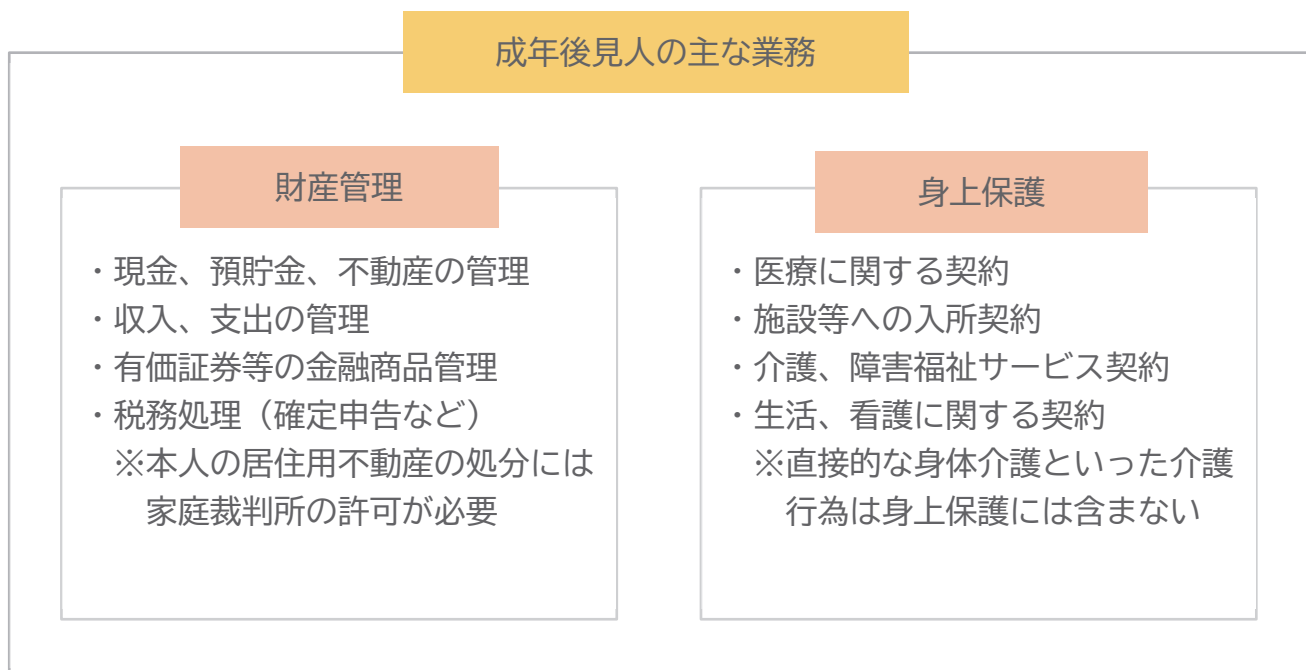 成年後見人の主な業務
財産管理
・現金、預貯金、不動産の管理
・収入、支出の管理
・有価証券等の金融商品管理
・税務処理（確定申告など）
※本人の居住用不動産の処分には
家庭裁判所の許可が必要
身上保護
・医療に関する契約
・施設等への入所契約
・介護、障害福祉サービス契約
・生活、看護に関する契約
※直接的な身体介護といった介護
行為は身上保護には含まない